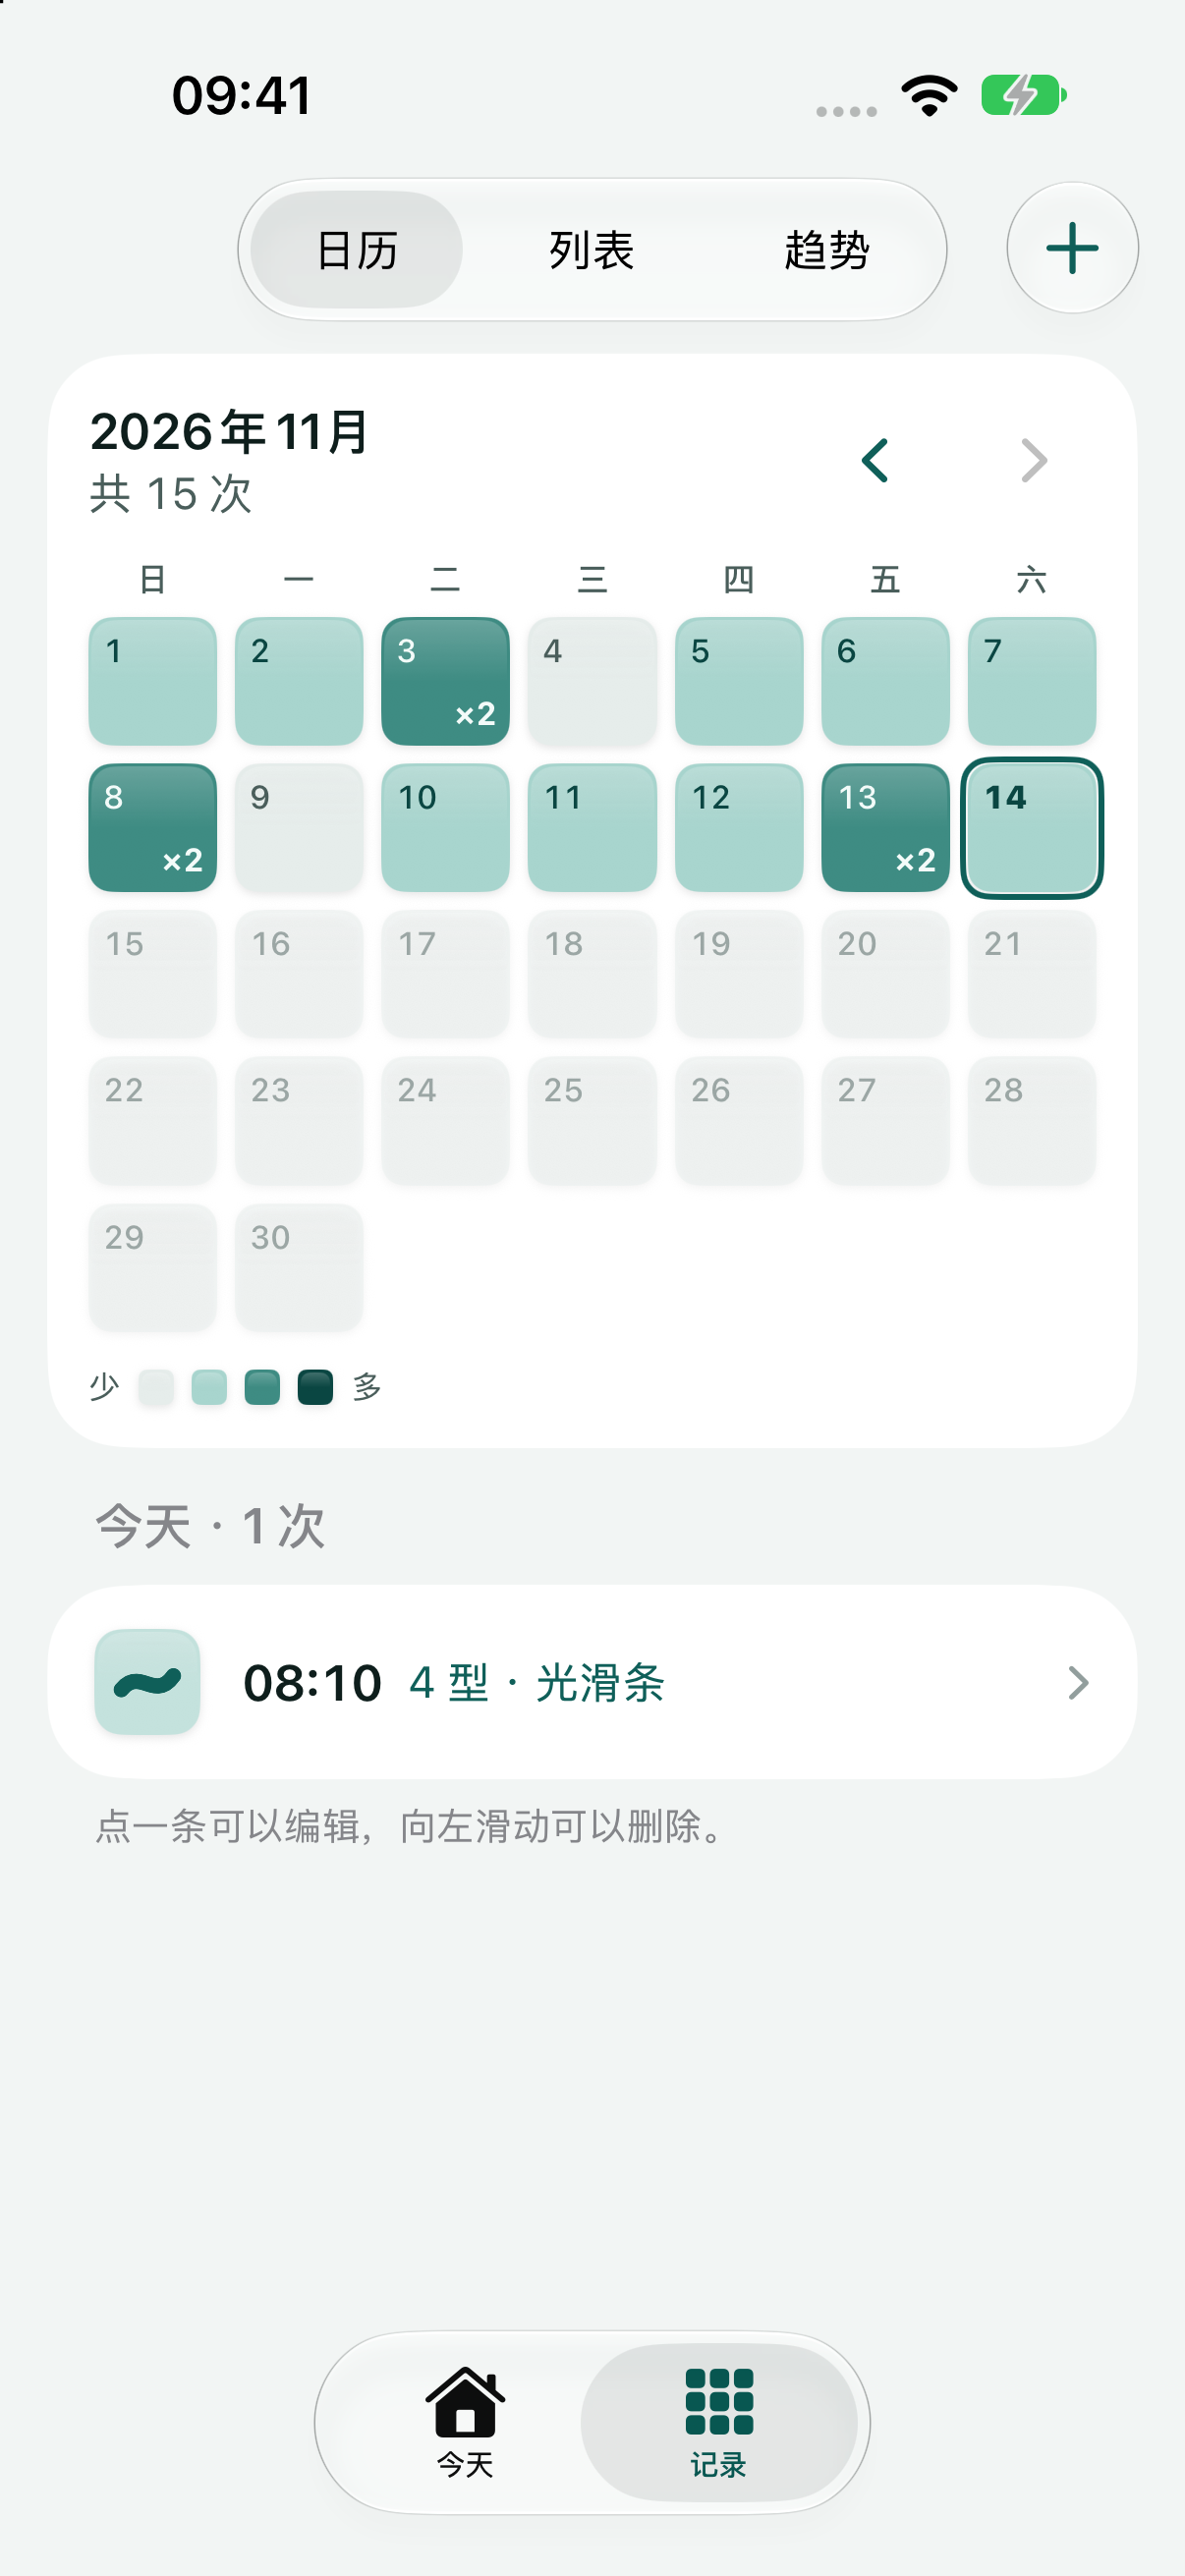 09:41
日历 列表 趋势
2026年11月
共 15 次
日 一 二 三 四 五 六
1 2 3 4 5 6 7
×2
8 9 10 11 12 13 14
×2 ×2
15 16 17 18 19 20 21
22 23 24 25 26 27 28
29 30
少 多
今天 · 1 次
08:10 4 型 · 光滑条
点一条可以编辑，向左滑动可以删除。
今天 记录